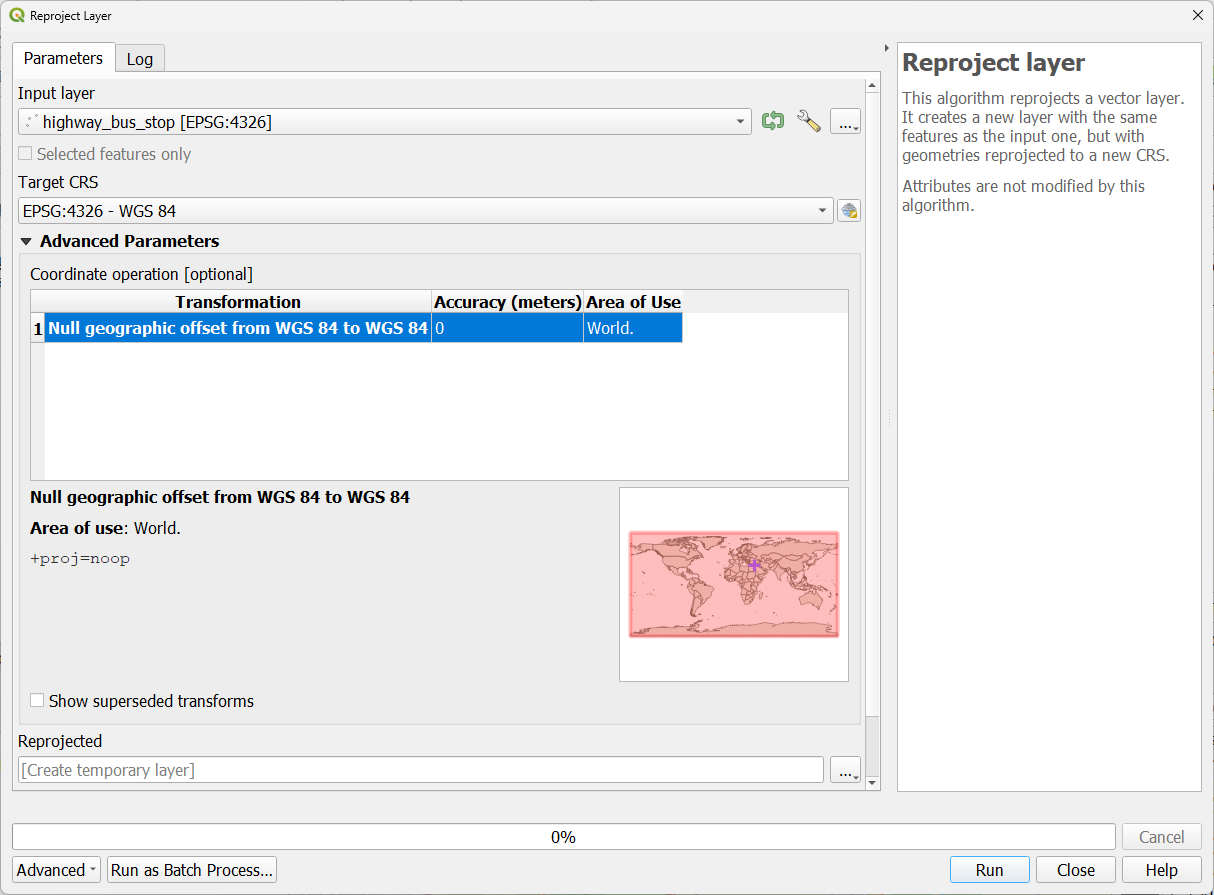 Reproject Layer
Parameters
Log
Input layer
highway_bus_stop [EPSG:4326]
...
Selected features only
Target CRS
EPSG:4326 - WGS 84
Advanced Parameters
Coordinate operation [optional]
Transformation Accuracy (meters) Area of Use
1 Null geographic offset from WGS 84 to WGS 84 0 World.
Null geographic offset from WGS 84 to WGS 84
Area of use: World.
+proj=noop
Show superseded transforms
Reprojected
[Create temporary layer]
...
Reproject layer
This algorithm reprojects a vector layer.
It creates a new layer with the same
features as the input one, but with
geometries reprojected to a new CRS.
Attributes are not modified by this
algorithm.
0%
Cancel
Advanced
Run as Batch Process...
Run
Close
Help